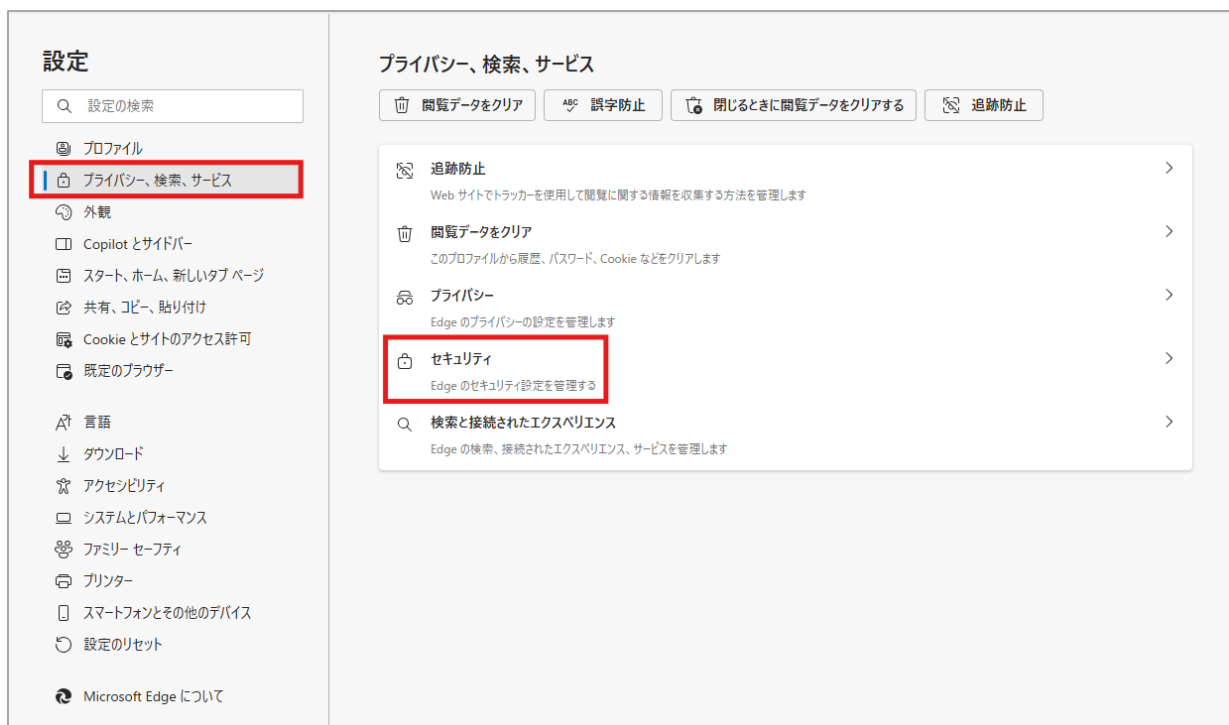 設定
設定の検索
プロファイル
プライバシー、検索、サービス
外観
Copilot とサイドバー
スタート、ホーム、新しいタブ ページ
共有、コピー、貼り付け
Cookie とサイトのアクセス許可
既定のブラウザー
言語
ダウンロード
アクセシビリティ
システムとパフォーマンス
ファミリー セーフティ
プリンター
スマートフォンとその他のデバイス
設定のリセット
Microsoft Edge について
プライバシー、検索、サービス
閲覧データをクリア
ABC 誤字防止
閉じるときに閲覧データをクリアする
追跡防止
追跡防止
Web サイトでトラッカーを使用して閲覧に関する情報を収集する方法を管理します
閲覧データをクリア
このプロファイルから履歴、パスワード、Cookie などをクリアします
プライバシー
Edge のプライバシーの設定を管理します
セキュリティ
Edge のセキュリティ設定を管理する
検索と接続されたエクスペリエンス
Edge の検索、接続されたエクスペリエンス、サービスを管理します